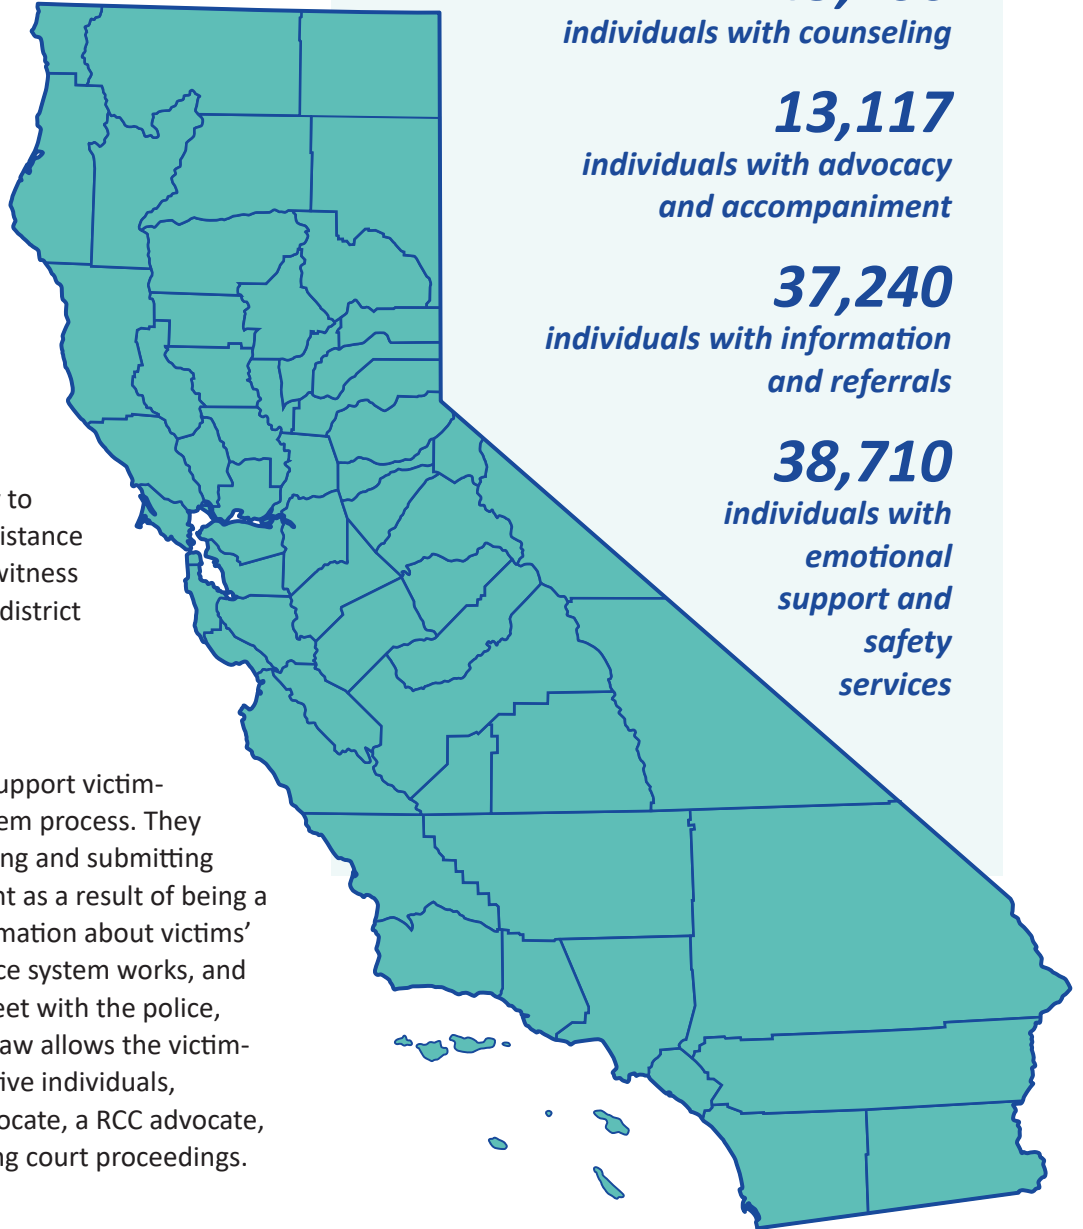 individuals with counseling
13,117
individuals with advocacy
and accompaniment
37,240
individuals with information
and referrals
38,710
individuals with
emotional
support and
safety
services
to
istance
witness
district
upport victim-
em process. They
ng and submitting
nt as a result of being a
mation about victims’
ce system works, and
eet with the police,
aw allows the victim-
ive individuals,
ocate, a RCC advocate,
ng court proceedings.